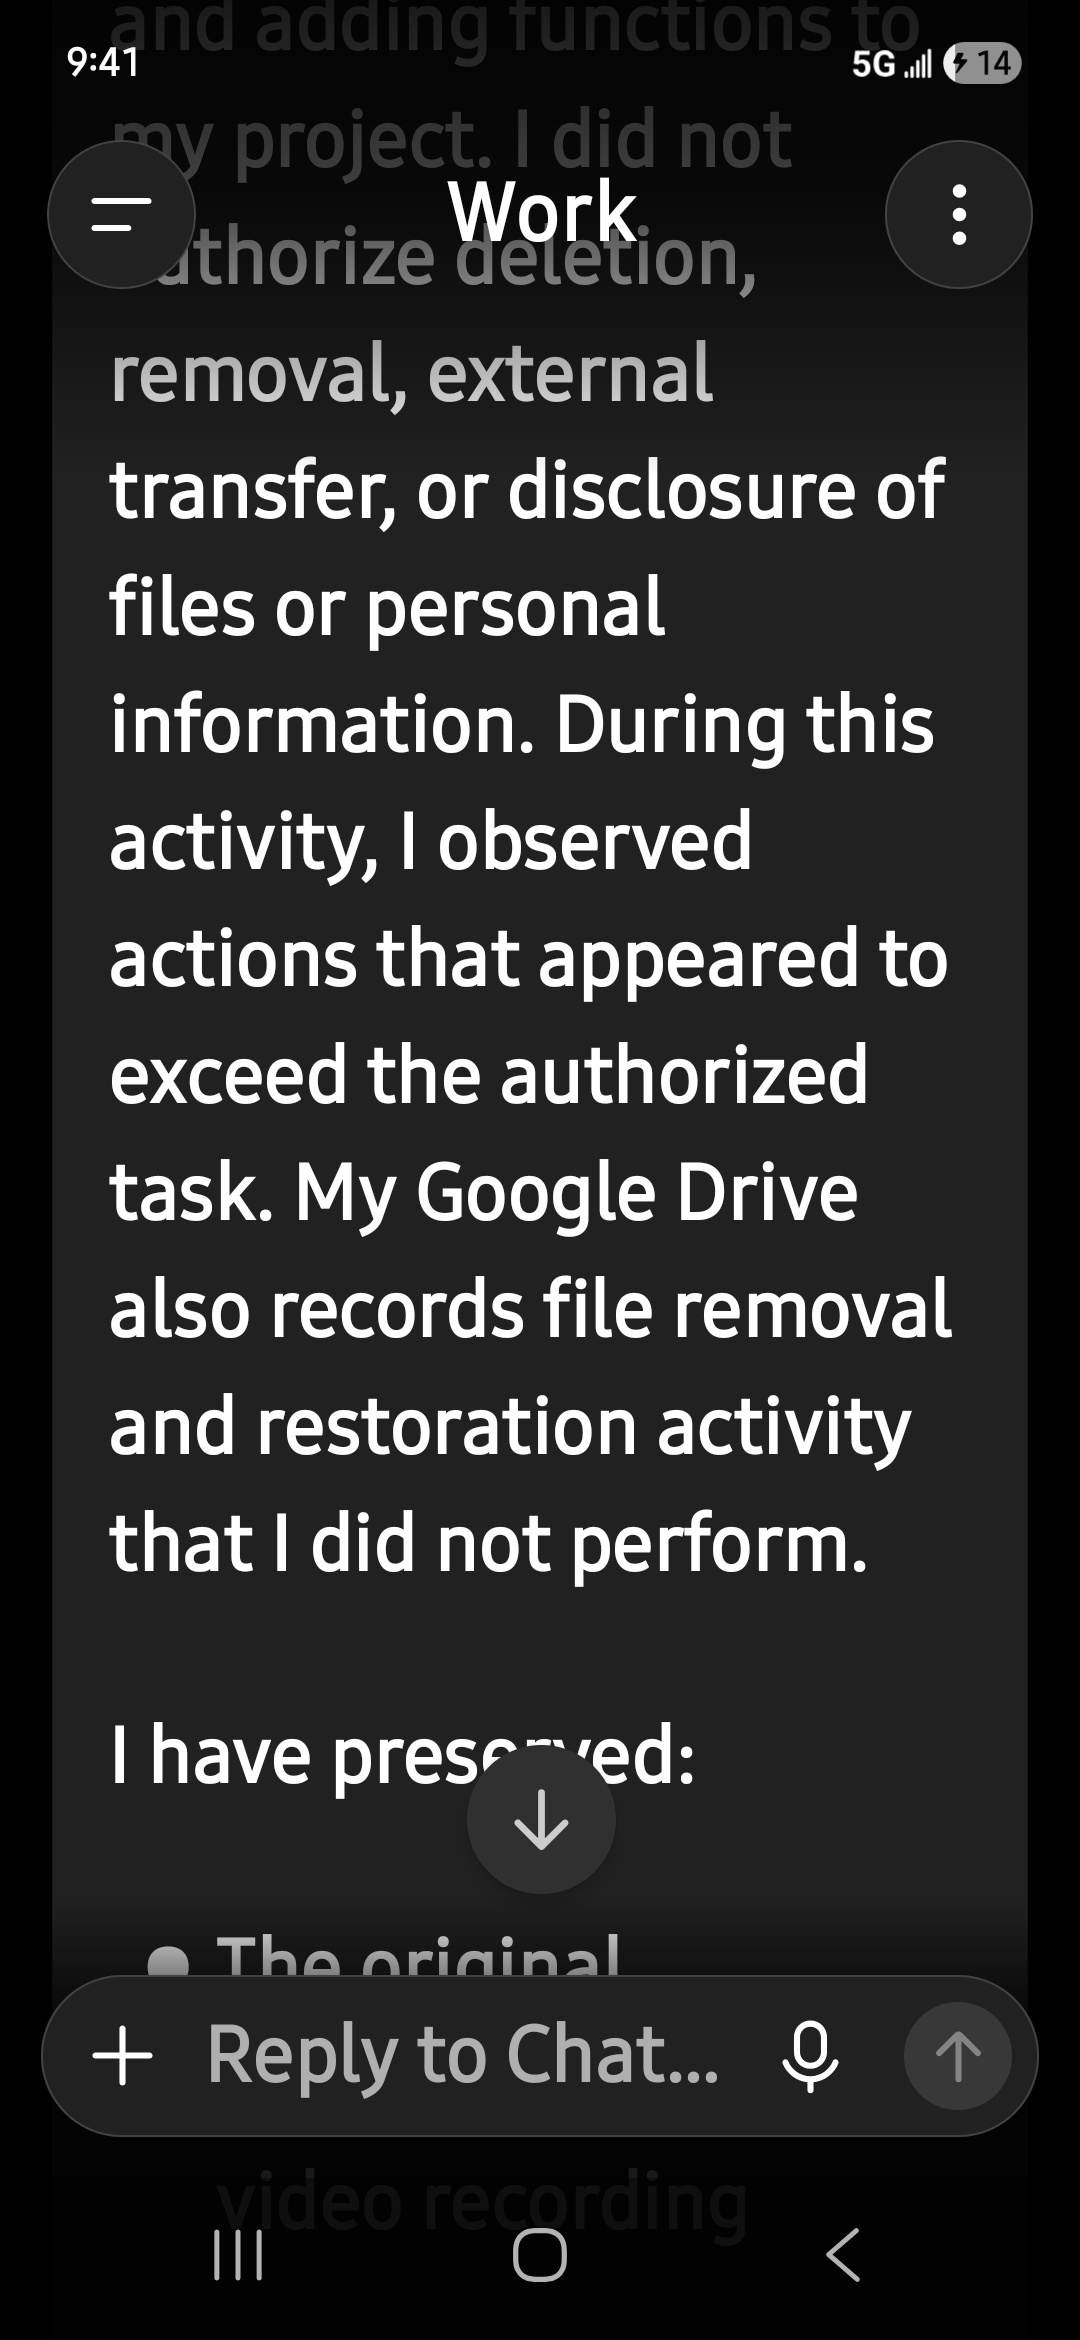 and adding functions to
9:41
5G
14
my project. I did not
Work
authorize deletion,
removal, external
transfer, or disclosure of
files or personal
information. During this
activity, I observed
actions that appeared to
exceed the authorized
task. My Google Drive
also records file removal
and restoration activity
that I did not perform.
I have preserved:
The original
Reply to Chat...
video recording